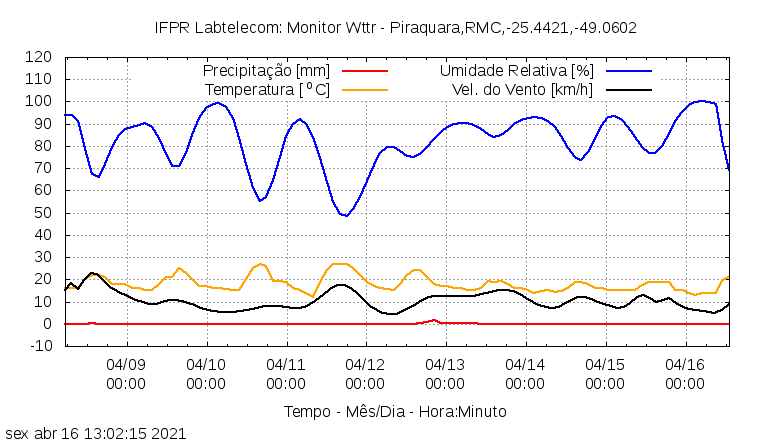 IFPR Labtelecom: Monitor Wttr - Piraquara,RMC,-25.4421,-49.0602
Precipitação [mm]
Umidade Relativa [%]
Temperatura [ ⁰C]
Vel. do Vento [km/h]
120
110
100
90
80
70
60
50
40
30
20
10
0
-10
04/09 04/10 04/11 04/12 04/13 04/14 04/15 04/16
00:00 00:00 00:00 00:00 00:00 00:00 00:00 00:00
Tempo - Mês/Dia - Hora:Minuto
sex abr 16 13:02:15 2021